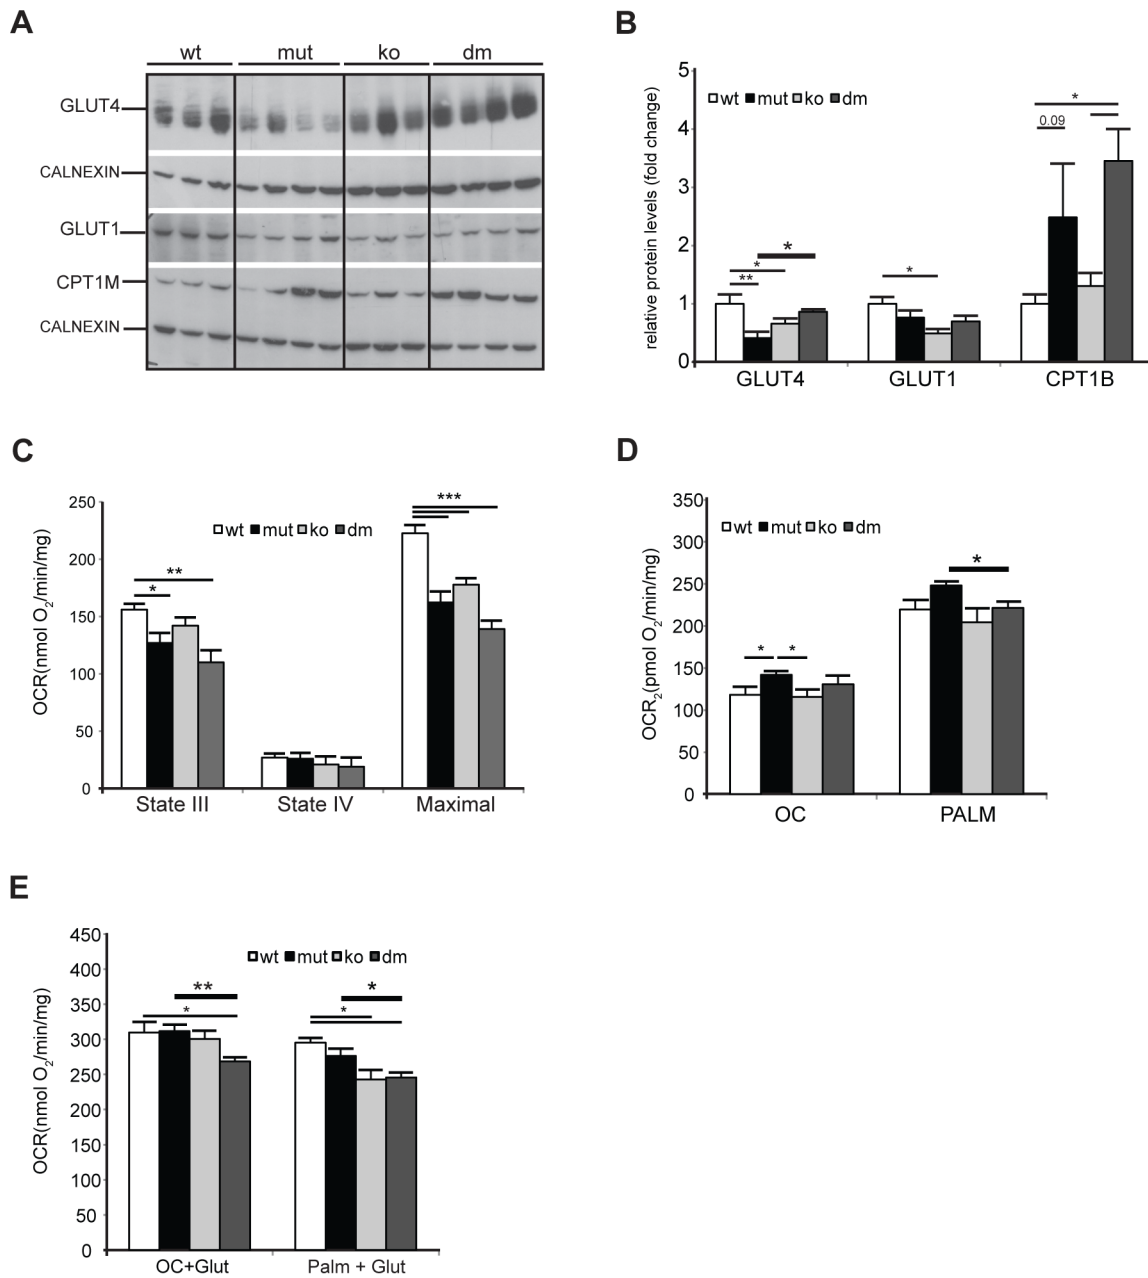 A
wt mut ko dm
GLUT4
CALNEXIN
GLUT1
CPT1M
CALNEXIN
B
relative protein levels (fold change)
5
4
3
2
1
0
wt mut ko dm
*
0.09
*
*
**
*
GLUT4 GLUT1 CPT1B
C
OCR(nmol O2/min/mg)
250
200
150
100
50
0
wt mut ko dm
***
**
*
State III State IV Maximal
D
OCR2(pmol O2/min/mg)
350
300
250
200
150
100
50
0
wt mut ko dm
*
* *
OC PALM
E
OCR(nmol O2/min/mg)
450
400
350
300
250
200
150
100
50
0
wt mut ko dm
** *
* *
OC+Glut Palm + Glut